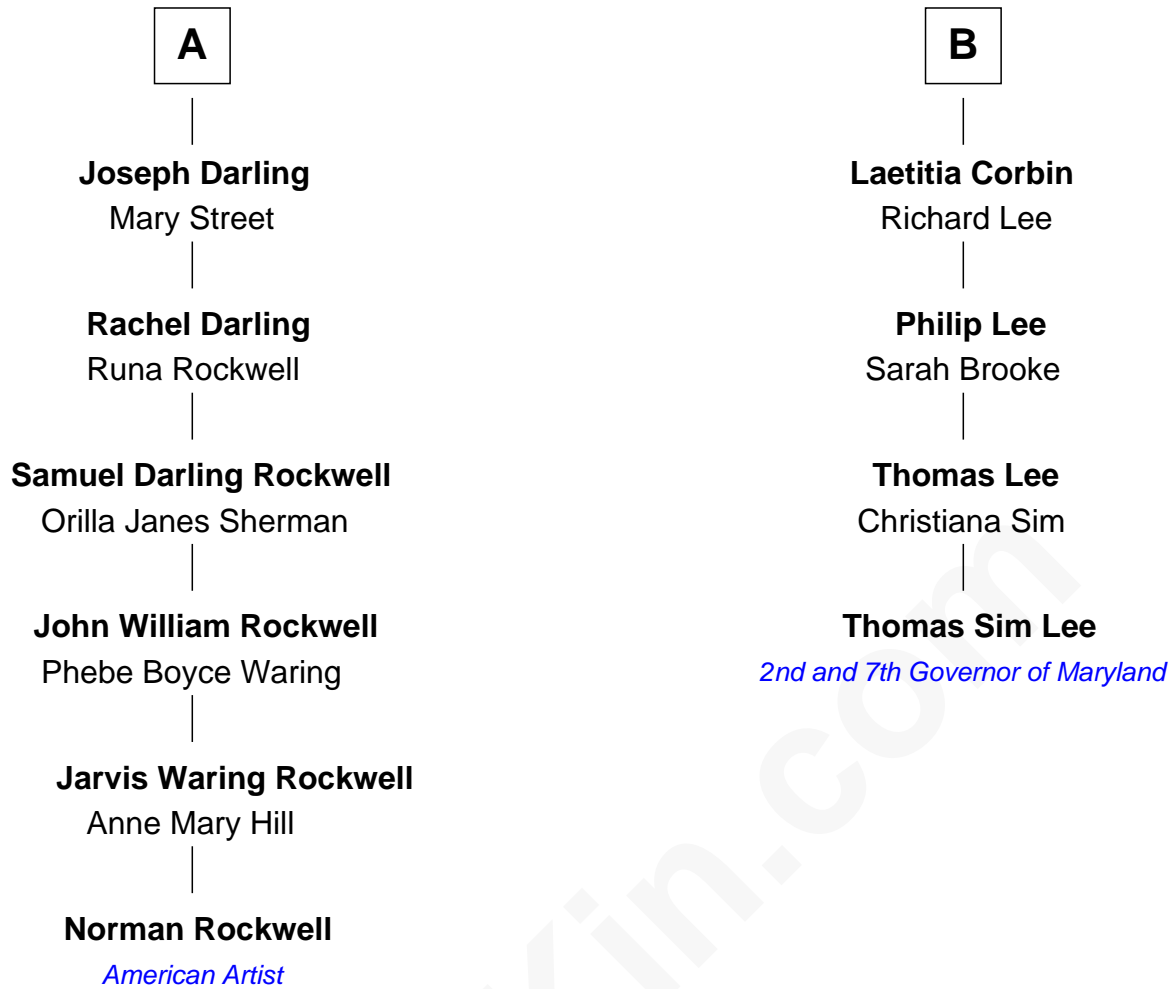 A
Joseph Darling
Mary Street
Rachel Darling
Runa Rockwell
Samuel Darling Rockwell
Orilla Janes Sherman
John William Rockwell
Phebe Boyce Waring
Jarvis Waring Rockwell
Anne Mary Hill
Norman Rockwell
American Artist
B
Laetitia Corbin
Richard Lee
Philip Lee
Sarah Brooke
Thomas Lee
Christiana Sim
Thomas Sim Lee
2nd and 7th Governor of Maryland
Kin.com